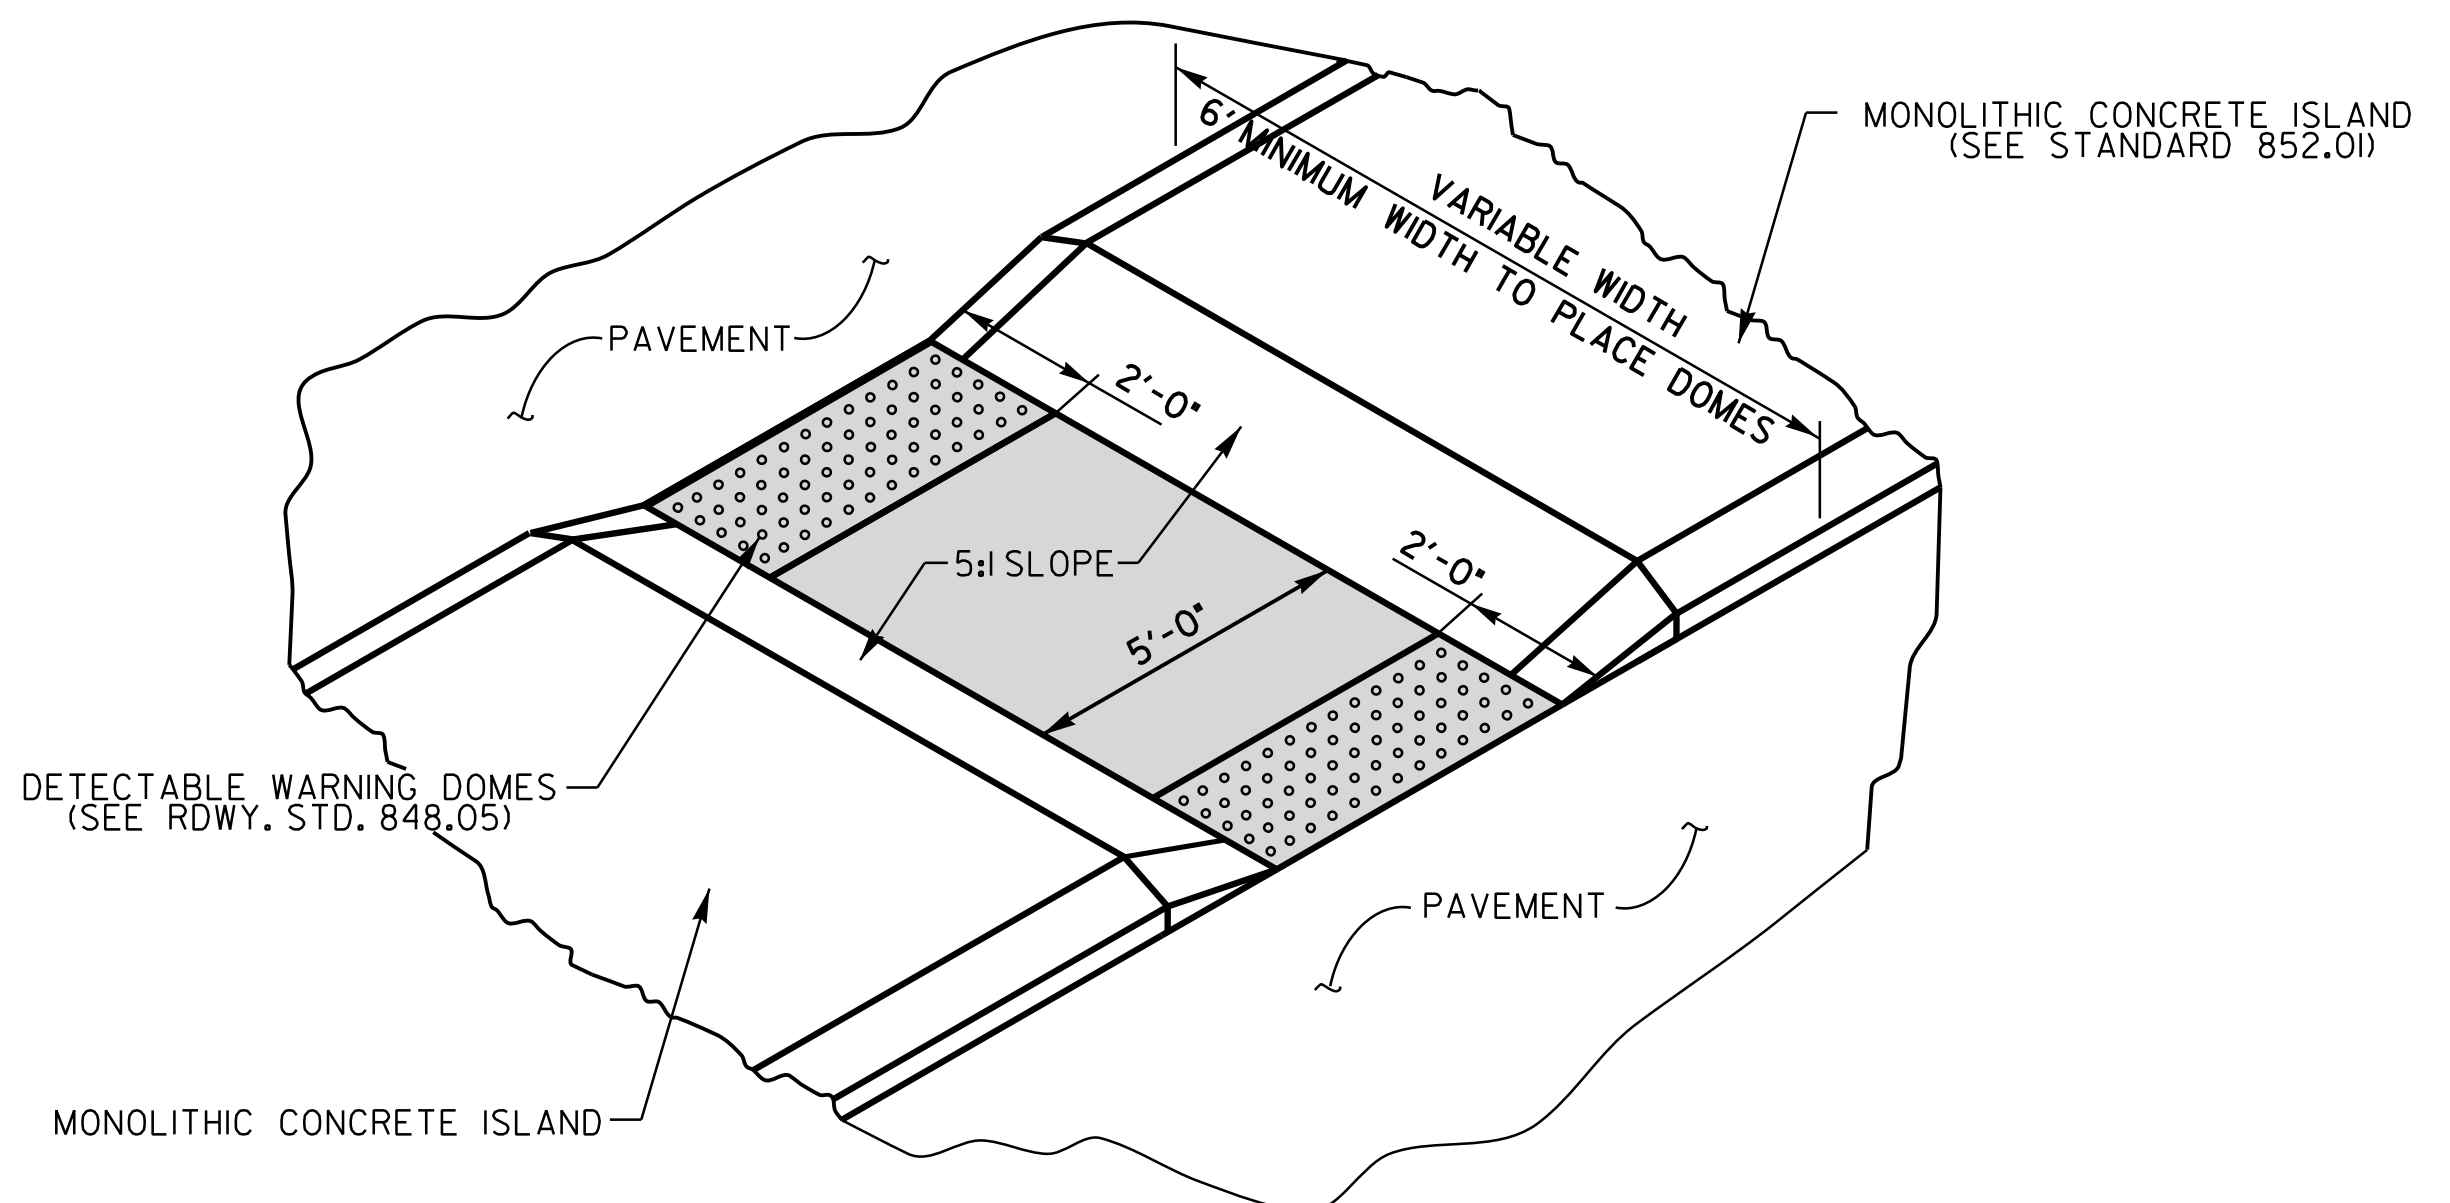 MONOLITHIC CONCRETE ISLAND
(SEE STANDARD 852.01)
VARIABLE WIDTH
6' MINIMUM WIDTH TO PLACE DOMES
PAVEMENT
2'-0"
5:1 SLOPE
2'-0"
5'-0"
DETECTABLE WARNING DOMES
(SEE RDWY. STD. 848.05)
PAVEMENT
MONOLITHIC CONCRETE ISLAND